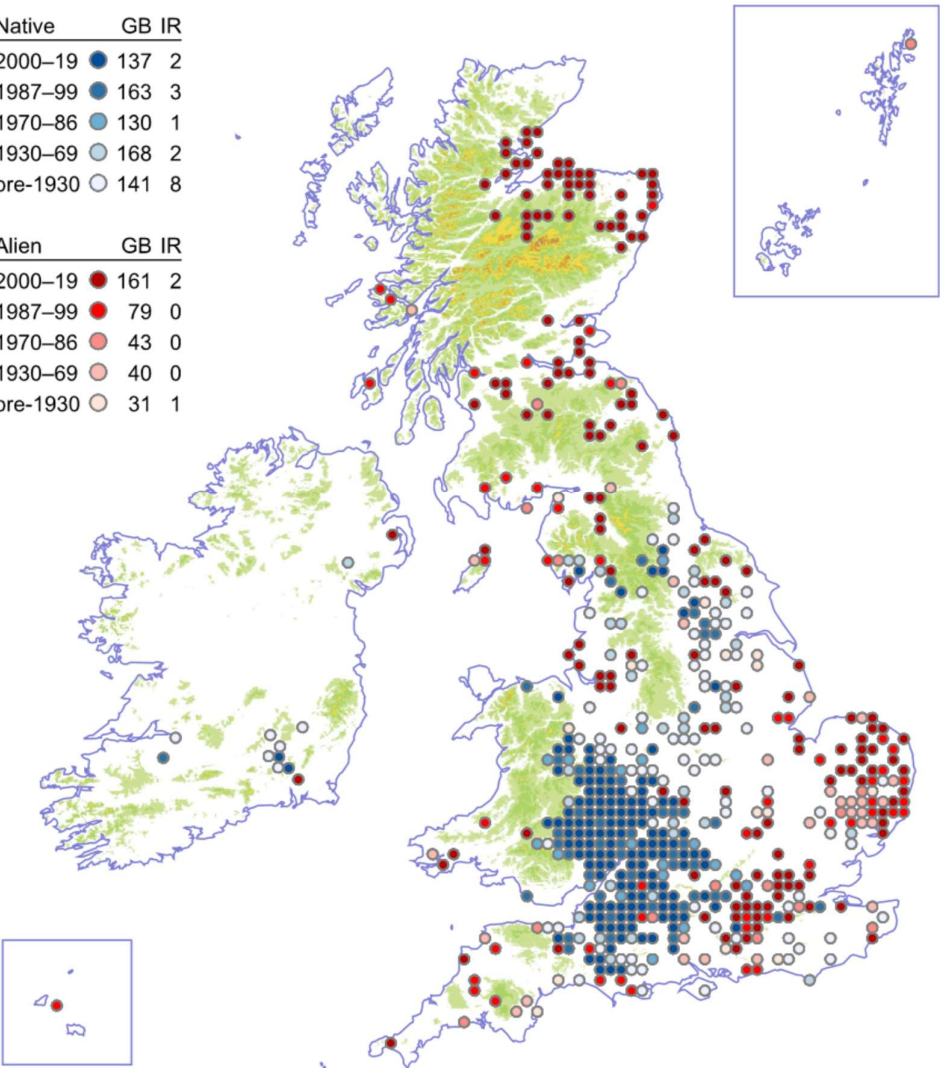 Native GB IR
2000–19 137 2
1987–99 163 3
1970–86 130 1
1930–69 168 2
pre-1930 141 8
Alien GB IR
2000–19 161 2
1987–99 79 0
1970–86 43 0
1930–69 40 0
pre-1930 31 1